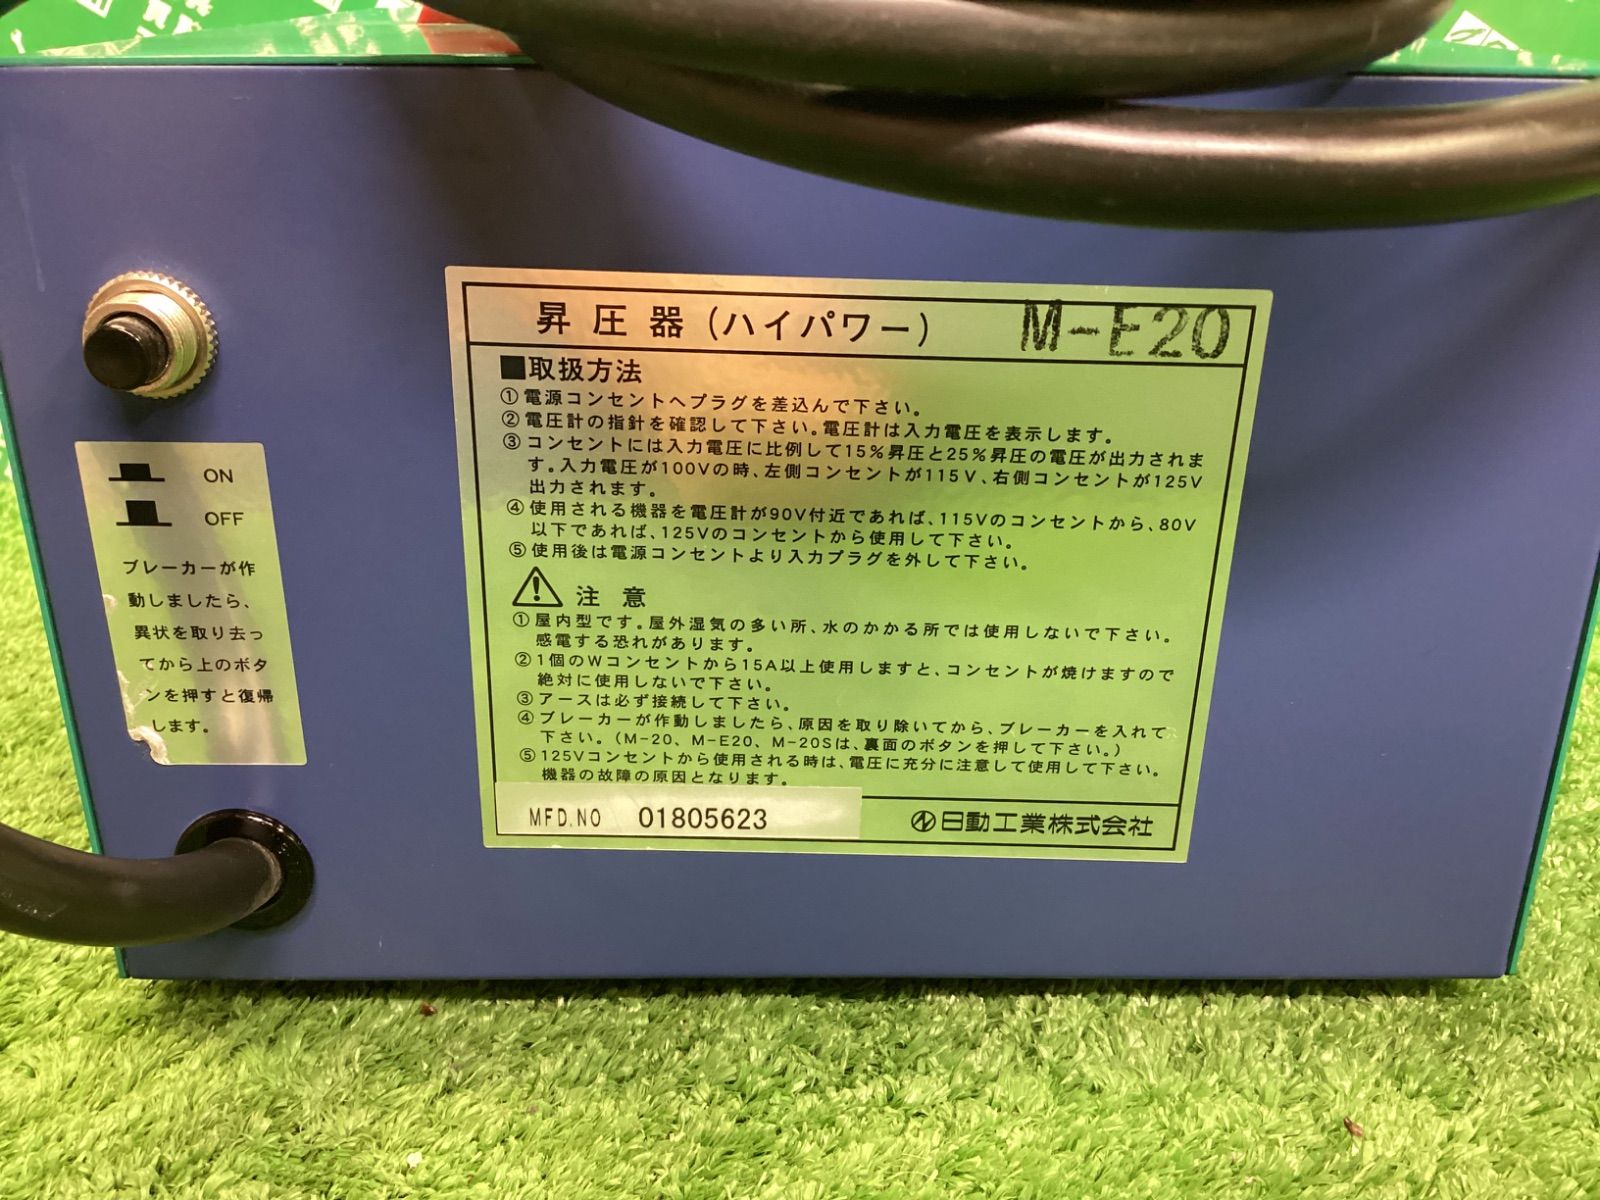 昇圧器（ハイパワー） M-E20
■取扱方法
①電源コンセントへプラグを差込んで下さい。
②電圧計の指針を確認して下さい。電圧計は入力電圧を表示します。
③コンセントには入力電圧に比例して15%昇圧と25%昇圧の電圧が出力されま
す。入力電圧が100Vの時、左側コンセントが115V、右側コンセントが125V
出力されます。
④使用される機器を電圧計が90V付近であれば、115Vのコンセントから、80V
以下であれば、125Vのコンセントから使用して下さい。
⑤使用後は電源コンセントより入力プラグを外して下さい。
注意
①屋内型です。屋外湿気の多い所、水のかかる所では使用しないで下さい。
感電する恐れがあります。
②1個のWコンセントから15A以上使用しますと、コンセントが焼けますので
絶対に使用しないで下さい。
③アースは必ず接続して下さい。
④ブレーカーが作動しましたら、原因を取り除いてから、ブレーカーを入れて
下さい。（M-20、M-E20、M-20Sは、裏面のボタンを押して下さい。）
⑤125Vコンセントから使用される時は、電圧に充分に注意して使用して下さい。
機器の故障の原因となります。
MFD.NO 01805623
日動工業株式会社
ON
OFF
ブレーカーが作
動しましたら、
異状を取り去っ
てから上のボタ
ンを押すと復帰
します。